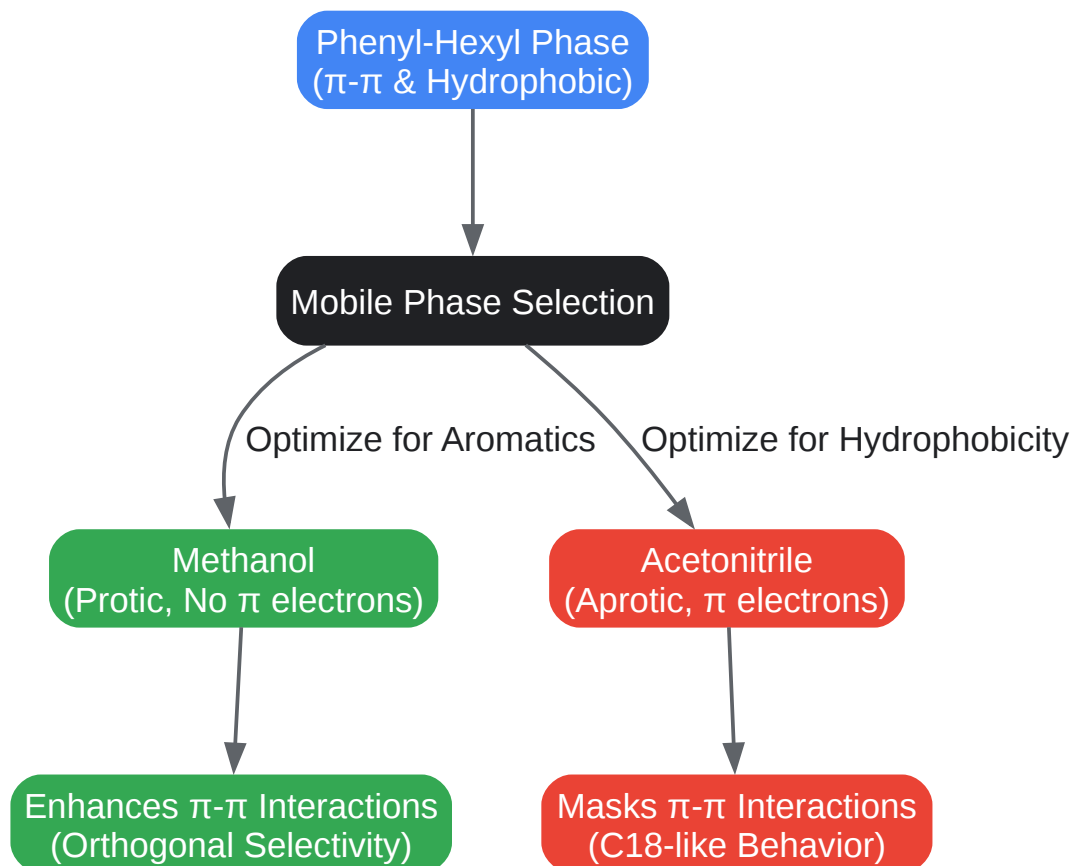 Phenyl-Hexyl Phase
(π-π & Hydrophobic)
Mobile Phase Selection
Optimize for Aromatics
Optimize for Hydrophobicity
Methanol
(Protic, No π electrons)
Acetonitrile
(Aprotic, π electrons)
Enhances π-π Interactions
(Orthogonal Selectivity)
Masks π-π Interactions
(C18-like Behavior)